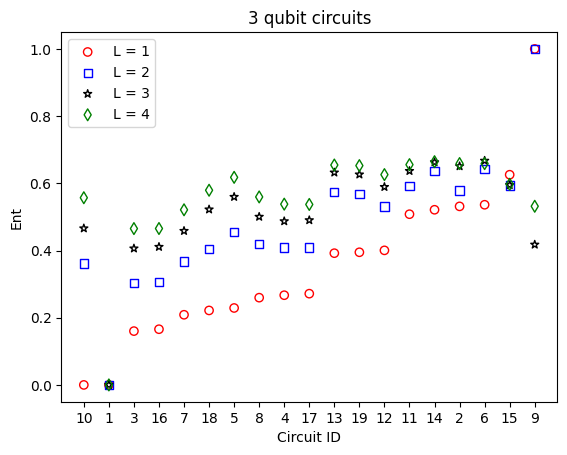 3 qubit circuits
L = 1
L = 2
L = 3
L = 4
Ent
1.0
0.8
0.6
0.4
0.2
0.0
10 1 3 16 7 18 5 8 4 17 13 19 12 11 14 2 6 15 9
Circuit ID